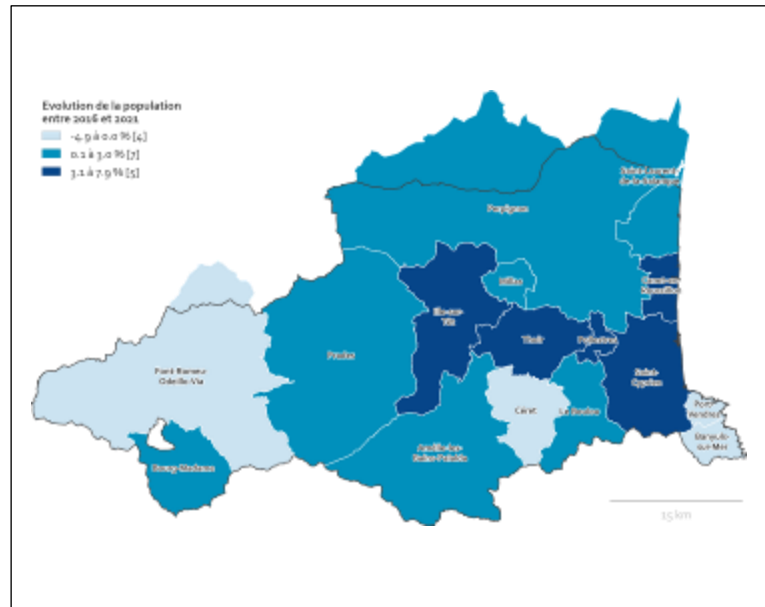 Evolution de la population
entre 2016 et 2021
-4.9 à 0.0 % [4]
0.1 à 3.0 % [7]
3.1 à 7.9 % [5]
Saint-Laurent-
de-la-Salanque
Perpignan
Canet-en-
Roussillon
Millas
Ille-sur-
Têt
Thuir
Pollestres
Prades
Saint-
Cyprien
Font-Romeu-
Odeillo-Via
Céret
Le Boulou
Port-
Vendres
Amélie-les-
Bains-Palalda
Banyuls-
sur-Mer
Bourg-Madame
15 km